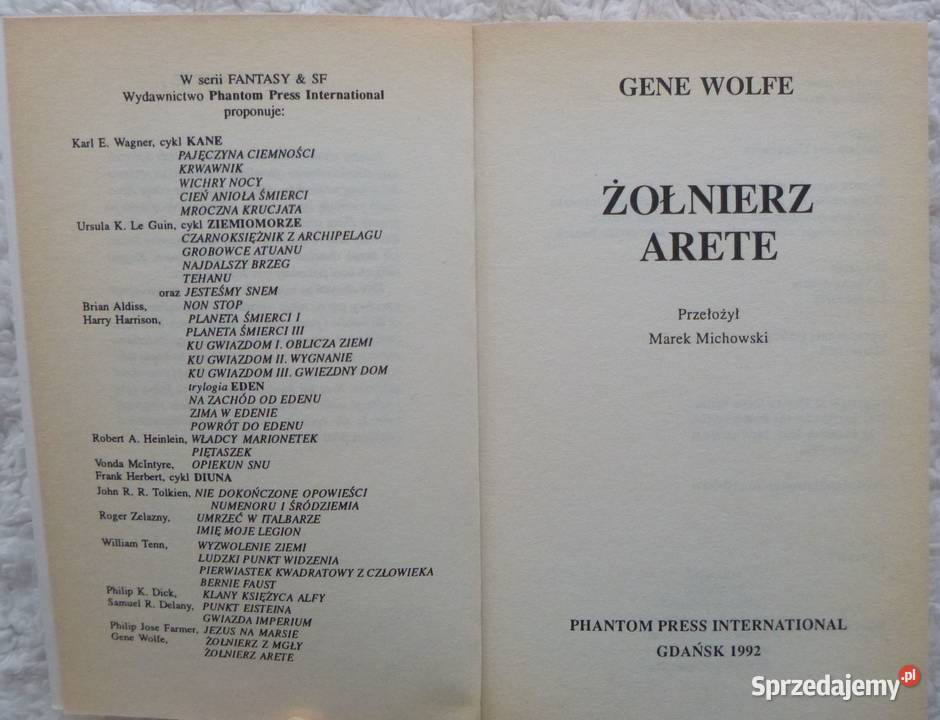 W serii FANTASY & SF
Wydawnictwo Phantom Press International
proponuje:
Karl E. Wagner, cykl KANE
PAJĘCZYNA CIEMNOŚCI
KRWAWNIK
WICHRY NOCY
CIEŃ ANIOŁA ŚMIERCI
MROCZNA KRUCJATA
Ursula K. Le Guin, cykl ZIEMIOMORZE
CZARNOKSIĘŻNIK Z ARCHIPELAGU
GROBOWCE ATUANU
NAJDALSZY BRZEG
TEHANU
oraz JESTEŚMY SNEM
Brian Aldiss, NON STOP
Harry Harrison, PLANETA ŚMIERCI I
PLANETA ŚMIERCI III
KU GWIAZDOM I. OBLICZA ZIEMI
KU GWIAZDOM II. WYGNANIE
KU GWIAZDOM III. GWIEZDNY DOM
trylogia EDEN
NA ZACHÓD OD EDENU
ZIMA W EDENIE
POWRÓT DO EDENU
Robert A. Heinlein, WŁADCY MARIONETEK
PIĘTASZEK
Vonda McIntyre, OPIEKUN SNU
Frank Herbert, cykl DIUNA
John R. R. Tolkien, NIE DOKOŃCZONE OPOWIEŚCI
NUMENORU I ŚRÓDZIEMIA
Roger Zelazny, UMRZEĆ W ITALBARZE
IMIĘ MOJE LEGION
William Tenn, WYZWOLENIE ZIEMI
LUDZKI PUNKT WIDZENIA
PIERWIASTEK KWADRATOWY Z CZŁOWIEKA
BERNIE FAUST
Philip K. Dick, KLANY KSIĘŻYCA ALFY
Samuel R. Delany, PUNKT EISTEINA
GWIAZDA IMPERIUM
Philip Jose Farmer, JEZUS NA MARSIE
Gene Wolfe, ŻOŁNIERZ Z MGŁY
ŻOŁNIERZ ARETE
GENE WOLFE
ŻOŁNIERZ
ARETE
Przełożył
Marek Michowski
PHANTOM PRESS INTERNATIONAL
GDAŃSK 1992
Sprzedajemy.pl